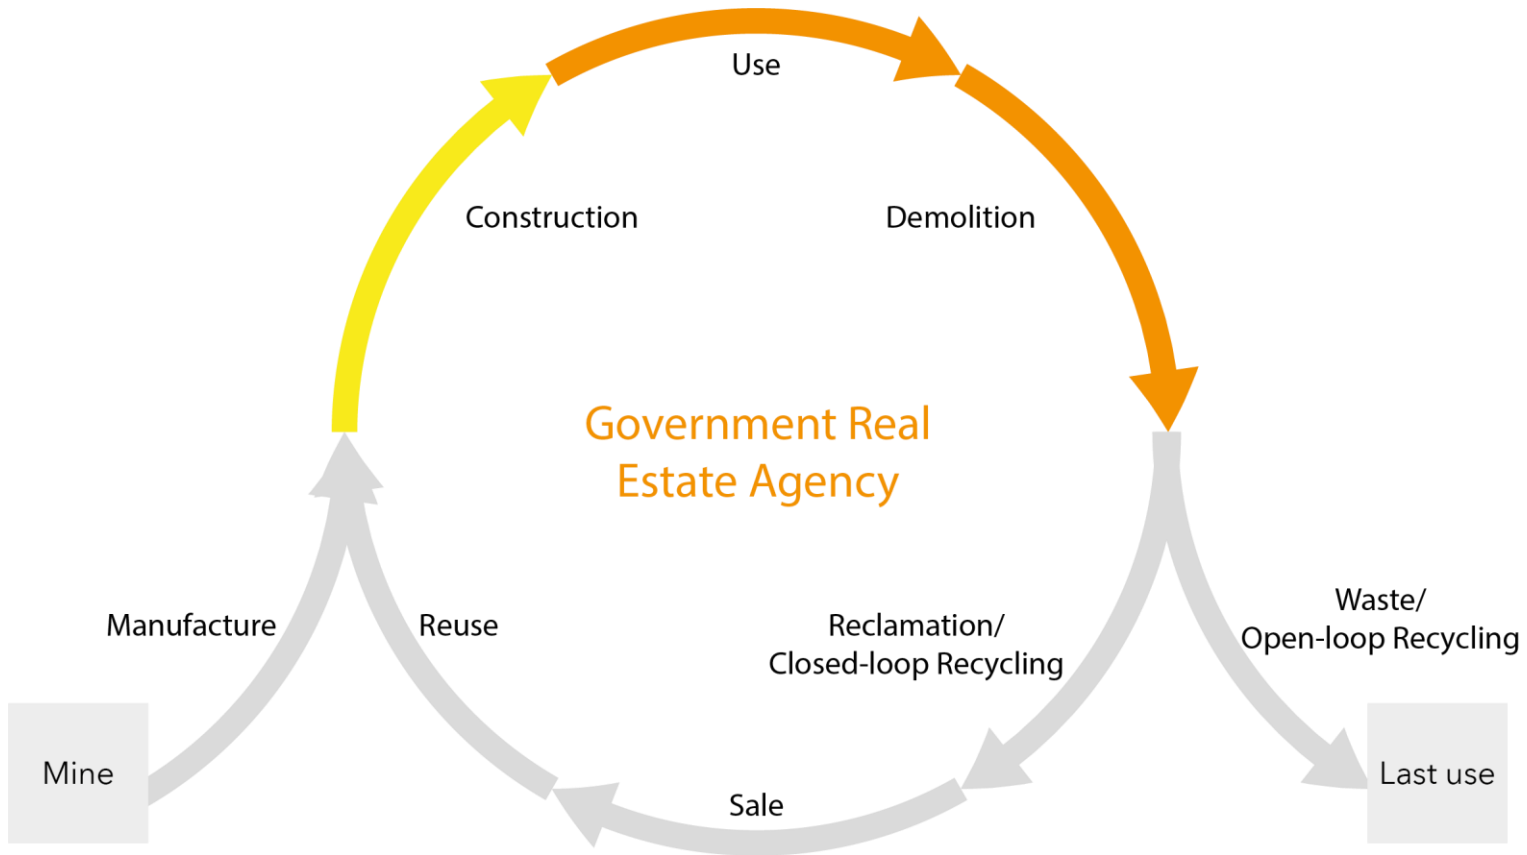 Use
Construction
Demolition
Government Real
Estate Agency
Manufacture
Reuse
Reclamation/
Closed-loop Recycling
Waste/
Open-loop Recycling
Mine
Sale
Last use